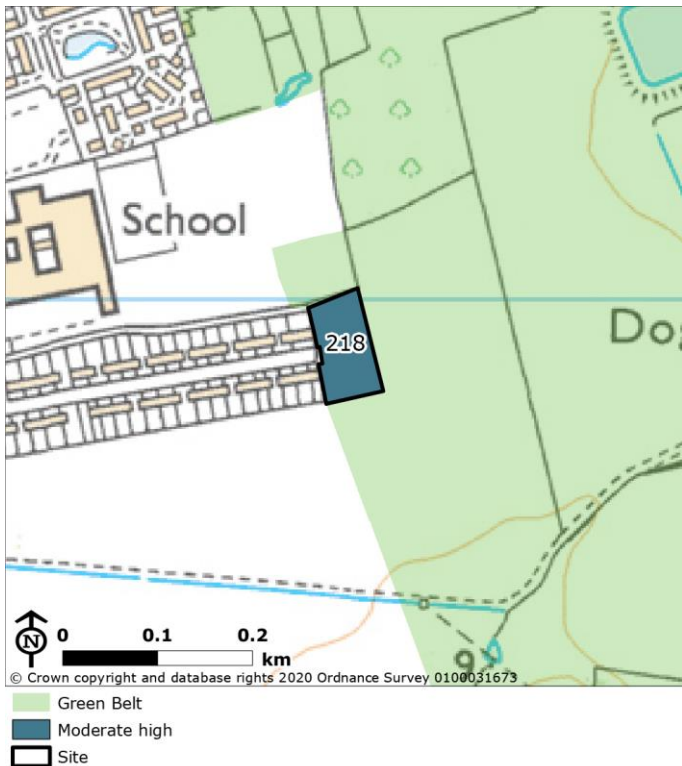 School
218
Dog
N
0 0.1 0.2
km
9
© Crown copyright and database rights 2020 Ordnance Survey 0100031673
Green Belt
Moderate high
Site